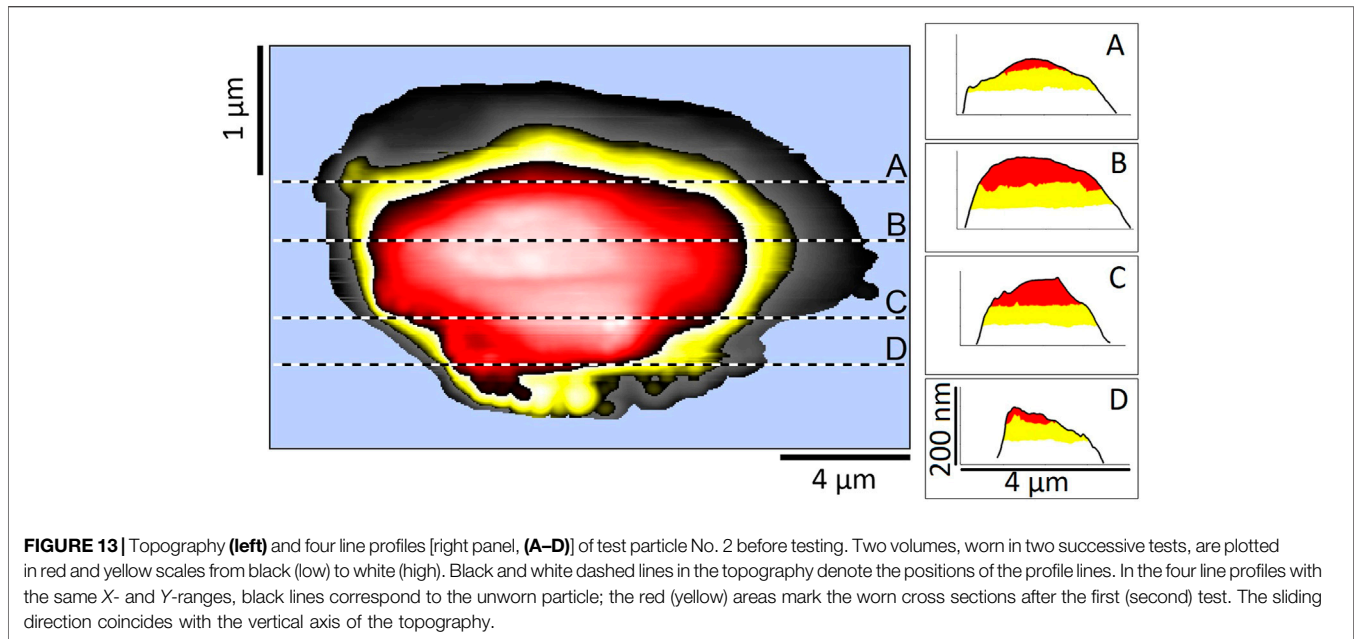 1 µm
A
B
C
D
4 µm
A
B
C
D
200 nm
4 µm
FIGURE 13 | Topography (left) and four line profiles [right panel, (A–D)] of test particle No. 2 before testing. Two volumes, worn in two successive tests, are plotted
in red and yellow scales from black (low) to white (high). Black and white dashed lines in the topography denote the positions of the profile lines. In the four line profiles with
the same X- and Y-ranges, black lines correspond to the unworn particle; the red (yellow) areas mark the worn cross sections after the first (second) test. The sliding
direction coincides with the vertical axis of the topography.